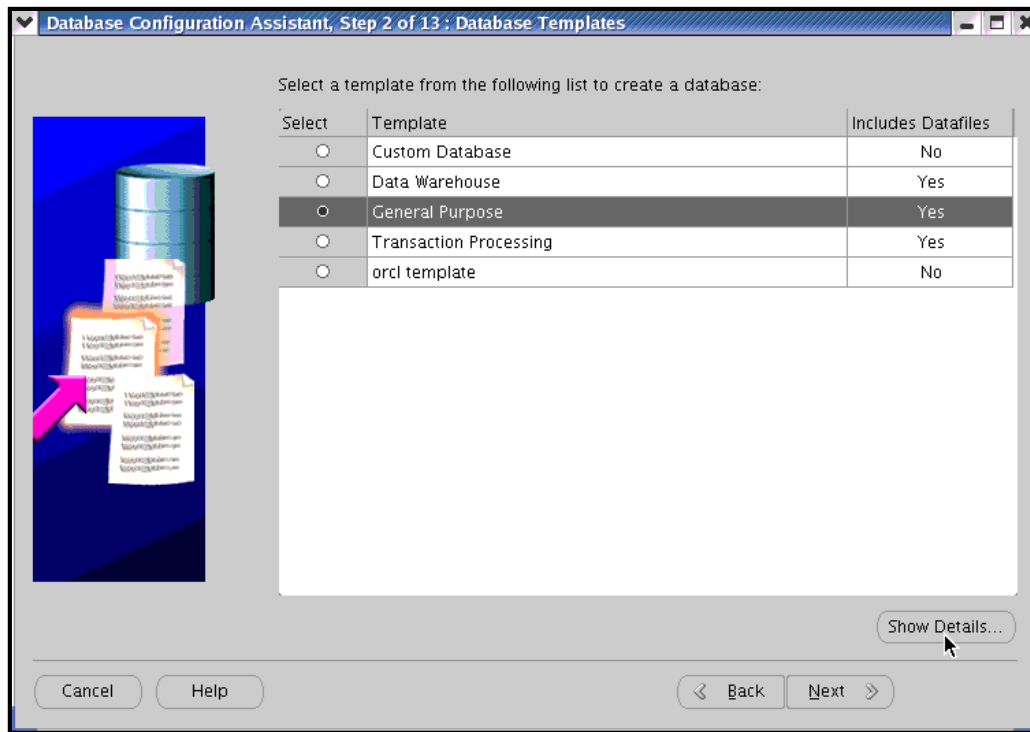 Database Configuration Assistant, Step 2 of 13 : Database Templates
Select a template from the following list to create a database:
Select Template Includes Datafiles
Custom Database No
Data Warehouse Yes
General Purpose Yes
Transaction Processing Yes
orcl template No
Show Details...
Cancel Help Back Next